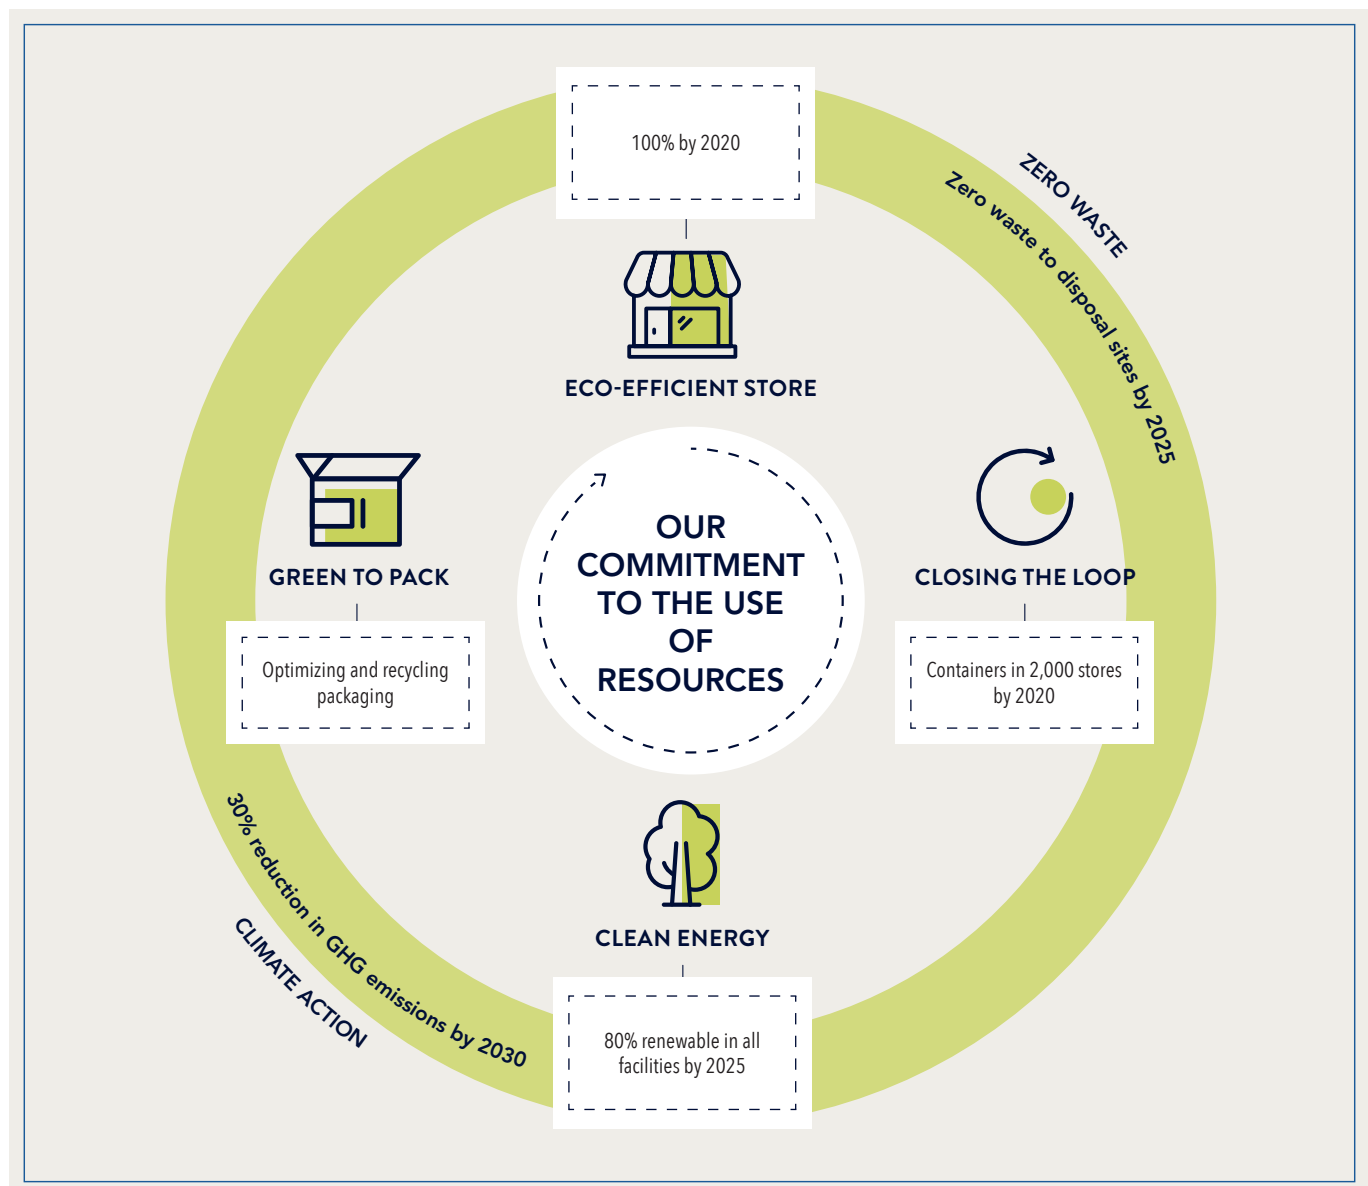 100% by 2020
ECO-EFFICIENT STORE
ZERO WASTE
Zero waste to disposal sites by 2025
GREEN TO PACK
Optimizing and recycling
packaging
OUR
COMMITMENT
TO THE USE
OF
RESOURCES
CLOSING THE LOOP
Containers in 2,000 stores
by 2020
30% reduction in GHG emissions by 2030
CLIMATE ACTION
CLEAN ENERGY
80% renewable in all
facilities by 2025